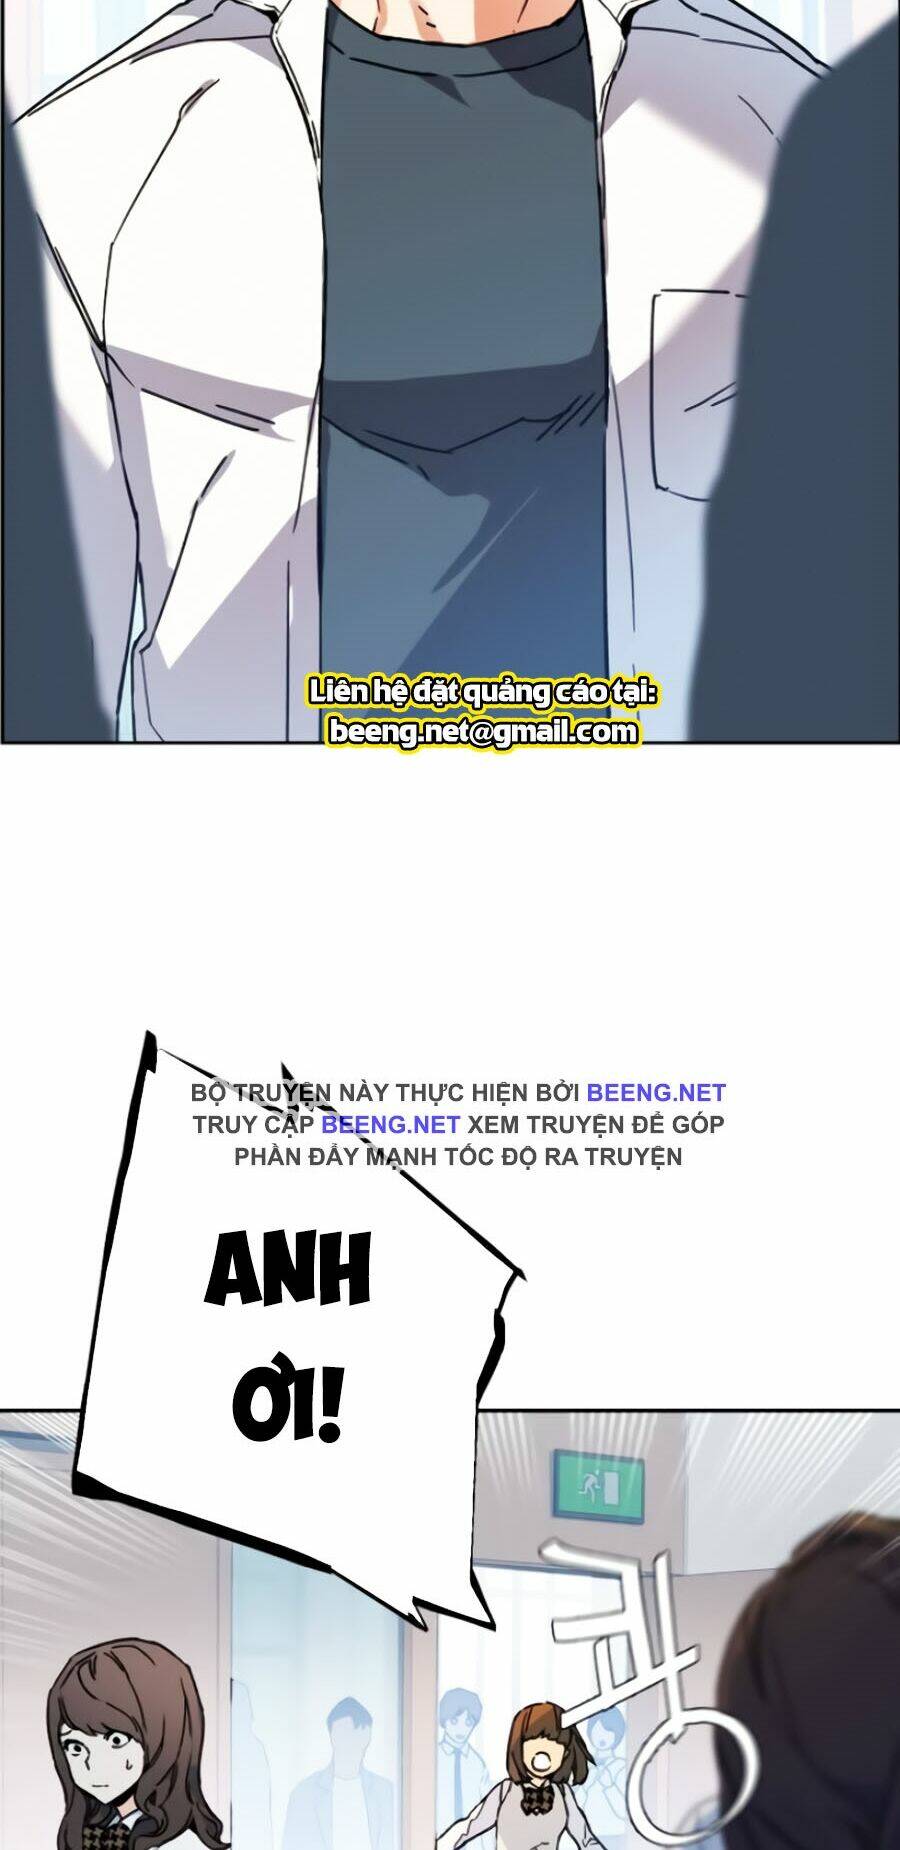 Liên hệ đặt quảng cáo tại:
beeng.net@gmail.com
BỘ TRUYỆN NÀY THỰC HIỆN BỞI BEENG.NET
TRUY CẬP BEENG.NET XEM TRUYỆN ĐỂ GÓP
PHẦN ĐẨY MẠNH TỐC ĐỘ RA TRUYỆN
ANH
ƠI!